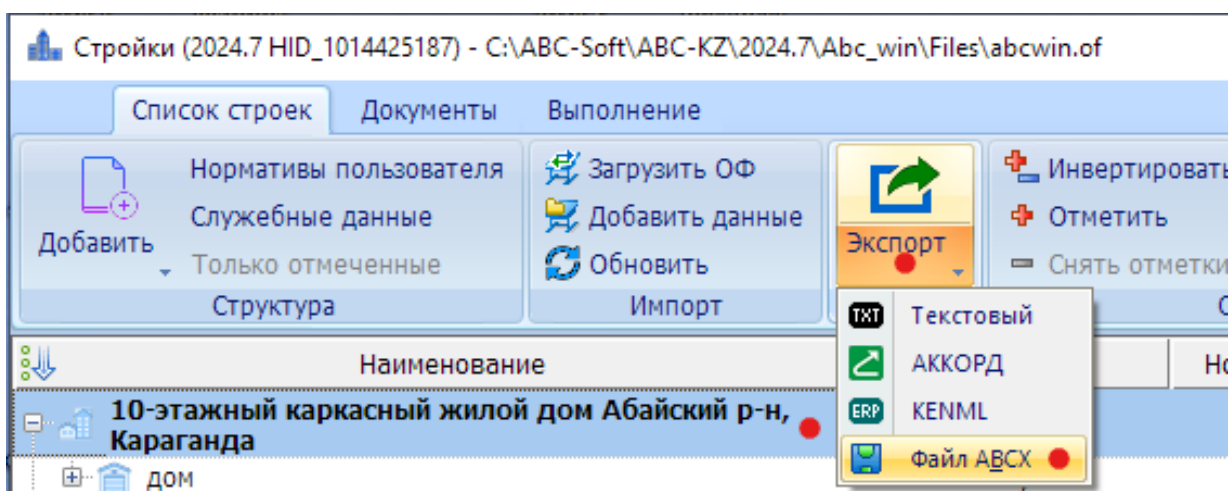 Стройки (2024.7 HID_1014425187) - C:\ABC-Soft\ABC-KZ\2024.7\Abc_win\Files\abcwin.of
Список строек Документы Выполнение
Добавить
Нормативы пользователя
Служебные данные
Только отмеченные
Структура
Загрузить ОФ
Добавить данные
Обновить
Импорт
Экспорт
Инвертировать
Отметить
Снять отметки
TXT Текстовый
АККОРД
ERP KENML
Файл ABCX
Наименование
10-этажный каркасный жилой дом Абайский р-н,
Караганда
дом